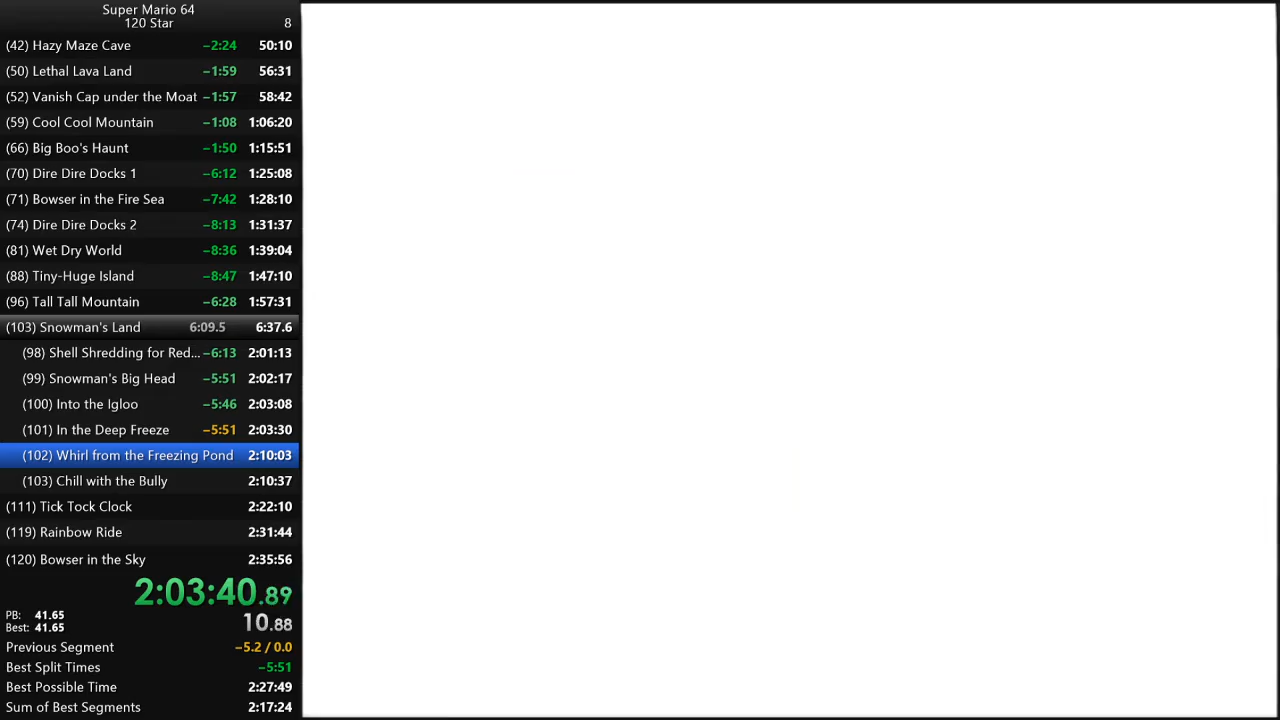 Super Mario 64
120 Star 8
(42) Hazy Maze Cave −2:24 50:10
(50) Lethal Lava Land −1:59 56:31
(52) Vanish Cap under the Moat −1:57 58:42
(59) Cool Cool Mountain −1:08 1:06:20
(66) Big Boo's Haunt −1:50 1:15:51
(70) Dire Dire Docks 1 −6:12 1:25:08
(71) Bowser in the Fire Sea −7:42 1:28:10
(74) Dire Dire Docks 2 −8:13 1:31:37
(81) Wet Dry World −8:36 1:39:04
(88) Tiny-Huge Island −8:47 1:47:10
(96) Tall Tall Mountain −6:28 1:57:31
(103) Snowman's Land 6:09.5 6:37.6
(98) Shell Shredding for Red... −6:13 2:01:13
(99) Snowman's Big Head −5:51 2:02:17
(100) Into the Igloo −5:46 2:03:08
(101) In the Deep Freeze −5:51 2:03:30
(102) Whirl from the Freezing Pond 2:10:03
(103) Chill with the Bully 2:10:37
(111) Tick Tock Clock 2:22:10
(119) Rainbow Ride 2:31:44
(120) Bowser in the Sky 2:35:56
2:03:40.89
PB: 41.65
Best: 41.65
10.88
Previous Segment −5.2 / 0.0
Best Split Times −5:51
Best Possible Time 2:27:49
Sum of Best Segments 2:17:24